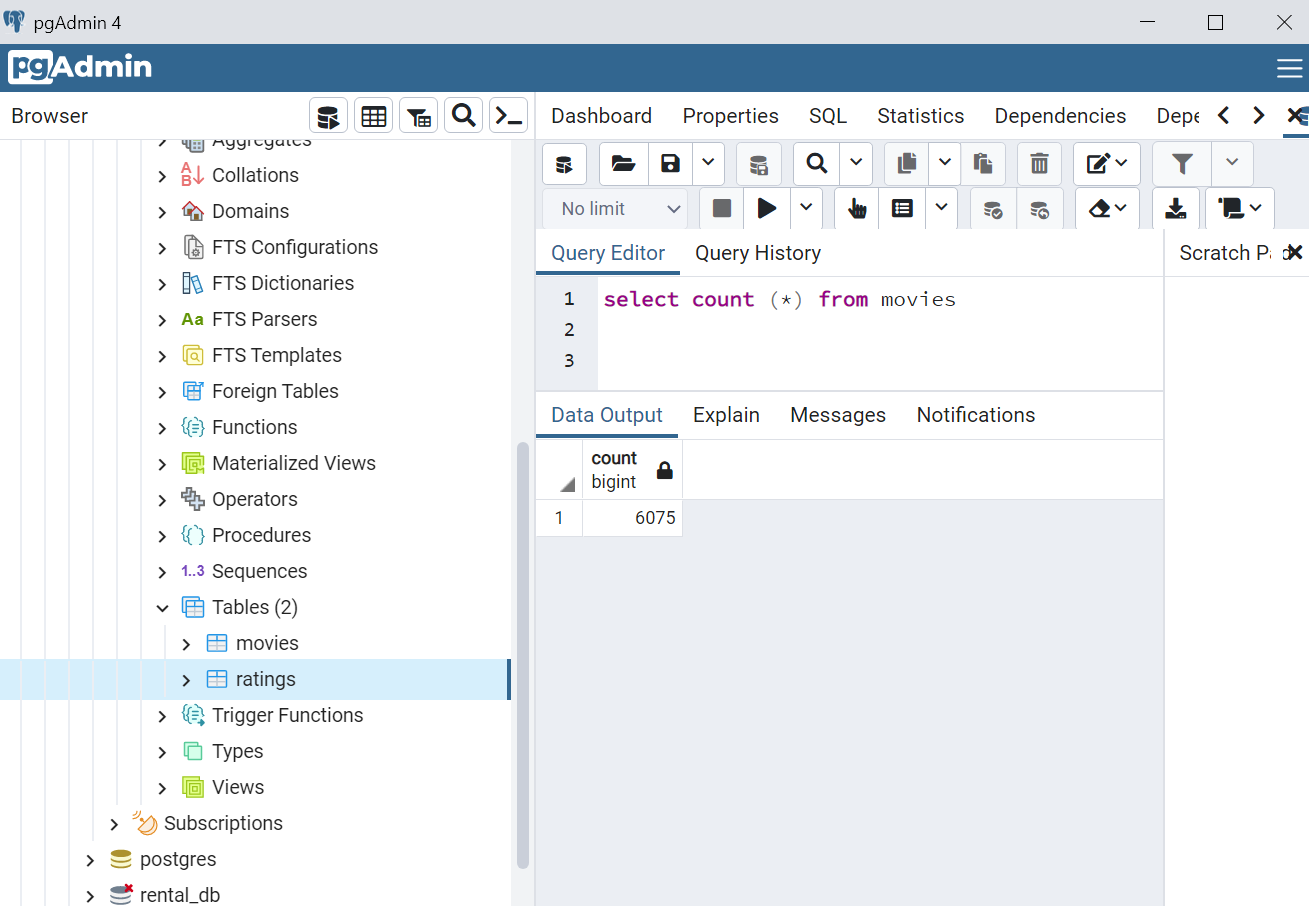 pgAdmin 4
pgAdmin
Browser
Aggregates
Collations
Domains
FTS Configurations
FTS Dictionaries
Aa FTS Parsers
FTS Templates
Foreign Tables
Functions
Materialized Views
Operators
Procedures
1..3 Sequences
Tables (2)
movies
ratings
Trigger Functions
Types
Views
Subscriptions
postgres
rental_db
Dashboard Properties SQL Statistics Dependencies Depe
No limit
Query Editor Query History
Scratch Pa
1 select count (*) from movies
2
3
Data Output Explain Messages Notifications
count
bigint
1 6075